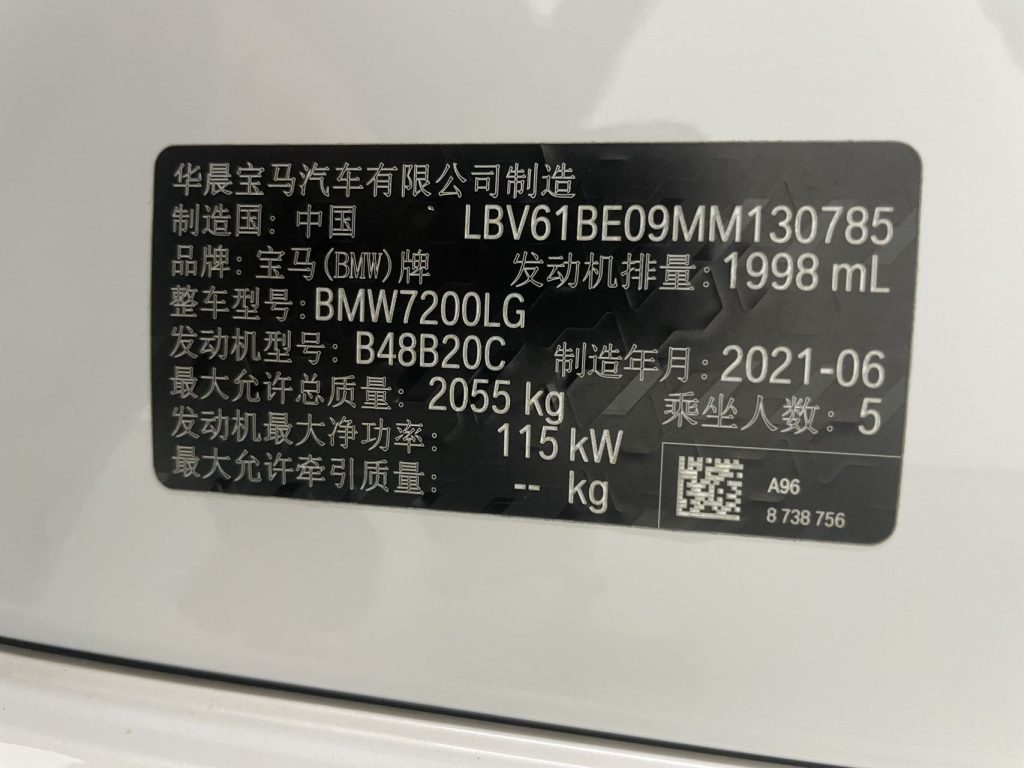 华晨宝马汽车有限公司制造
制造国：中国 LBV61BE09MM130785
品牌：宝马(BMW)牌 发动机排量：1998 mL
整车型号：BMW7200LG
发动机型号：B48B20C 制造年月：2021-06
最大允许总质量：2055 kg 乘坐人数：5
发动机最大净功率：115 kW
最大允许牵引质量：-- kg
A96
8 738 756